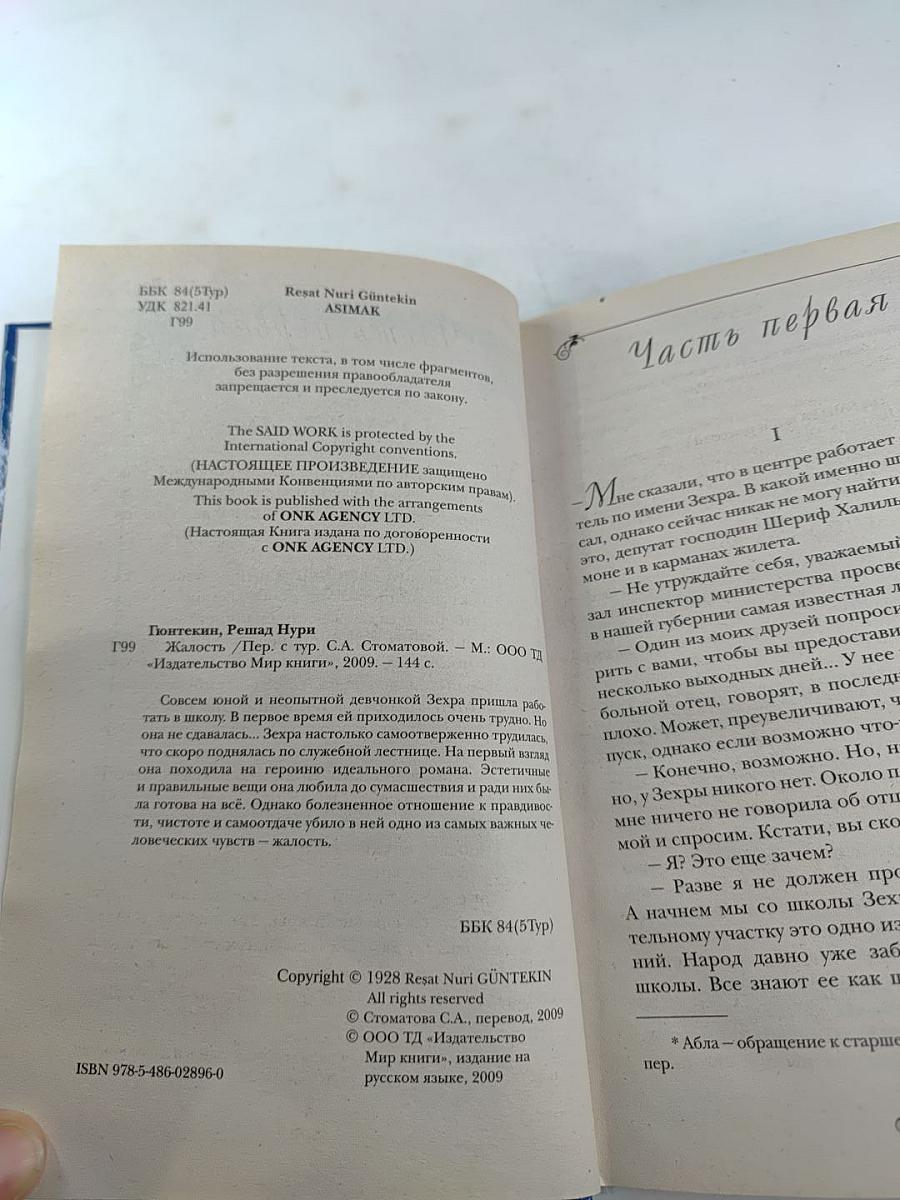 ББК 84(5Тур)
УДК 821.41
Г99
Reşat Nuri Güntekin
ASIMAK
Использование текста, в том числе фрагментов,
без разрешения правообладателя
запрещается и преследуется по закону.
The SAID WORK is protected by the
International Copyright conventions.
(НАСТОЯЩЕЕ ПРОИЗВЕДЕНИЕ защищено
Международными Конвенциями по авторским правам).
This book is published with the arrangements
of ONK AGENCY LTD.
(Настоящая Книга издана по договоренности
с ONK AGENCY LTD.)
Гюнтекин, Решад Нури
Г99 Жалость /Пер. с тур. С.А. Стоматовой. – М.: ООО ТД
«Издательство Мир книги», 2009. – 144 с.
Совсем юной и неопытной девчонкой Зехра пришла рабо-
тать в школу. В первое время ей приходилось очень трудно. Но
она не сдавалась... Зехра настолько самоотверженно трудилась,
что скоро поднялась по служебной лестнице. На первый взгляд
она походила на героиню идеального романа. Эстетичные
и правильные вещи она любила до сумасшествия и ради них бы-
ла готова на всё. Однако болезненное отношение к правдивос-
ти, чистоте и самоотдаче убило в ней одно из самых важных че-
ловеческих чувств – жалость.
ББК 84(5Тур)
Copyright © 1928 Reşat Nuri GÜNTEKIN
All rights reserved
© Стоматова С.А., перевод, 2009
© ООО ТД «Издательство
Мир книги», издание на
русском языке, 2009
ISBN 978-5-486-02896-0
Часть первая
I
– Мне сказали, что в центре работает
тель по имени Зехра. В какой именно ш
сал, однако сейчас никак не могу найти
это, депутат господин Шериф Халиль
моне и в карманах жилета.
– Не утруждайте себя, уважаемый
зал инспектор министерства просве
в нашей губернии самая известная л
– Один из моих друзей попроси
рить с вами, чтобы вы предостави
несколько выходных дней... У нее
больной отец, говорят, в последн
плохо. Может, преувеличивают, ч
пуск, однако если возможно что-
– Конечно, возможно. Но, н
но, у Зехры никого нет. Около п
мне ничего не говорила об отц
мой и спросим. Кстати, вы ско
– Я? Это еще зачем?
– Разве я не должен про
А начнем мы со школы Зех
тельному участку это одно из
ний. Народ давно уже заб
школы. Все знают ее как ш
* Абла – обращение к старше
пер.